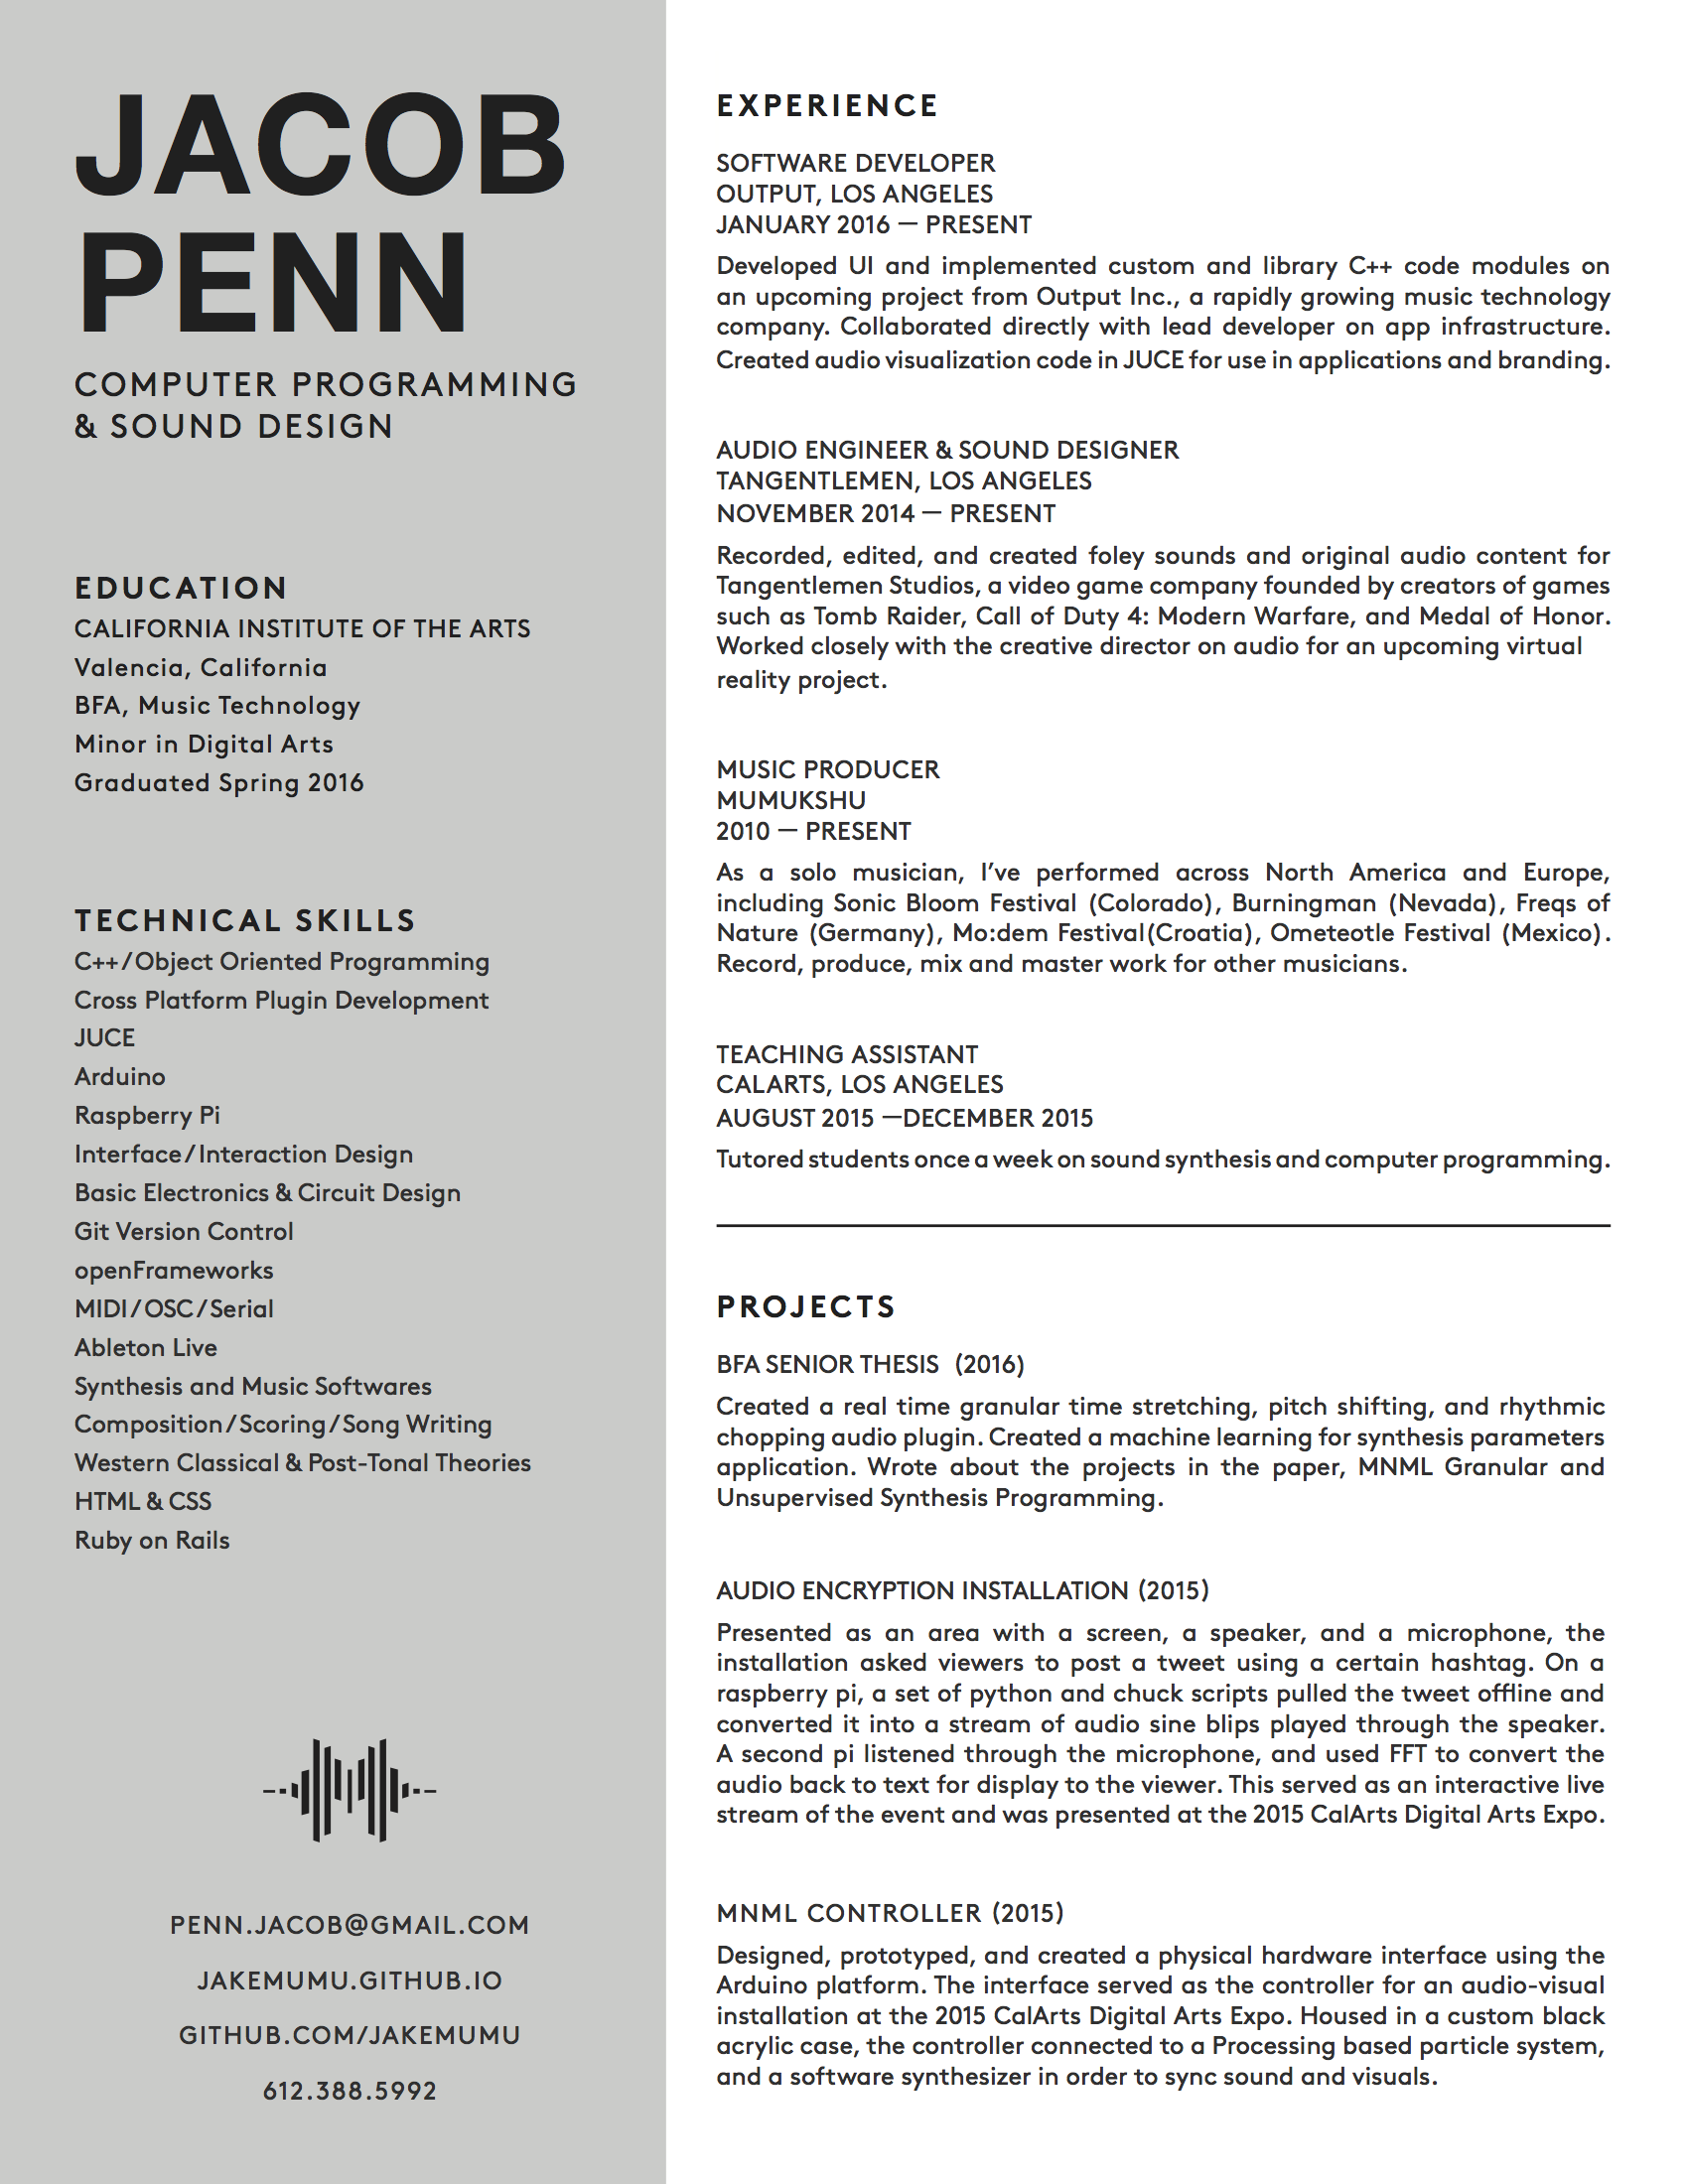 JACOB
PENN
COMPUTER PROGRAMMING
& SOUND DESIGN
EDUCATION
CALIFORNIA INSTITUTE OF THE ARTS
Valencia, California
BFA, Music Technology
Minor in Digital Arts
Graduated Spring 2016
TECHNICAL SKILLS
C++/Object Oriented Programming
Cross Platform Plugin Development
JUCE
Arduino
Raspberry Pi
Interface/Interaction Design
Basic Electronics & Circuit Design
Git Version Control
openFrameworks
MIDI/OSC/Serial
Ableton Live
Synthesis and Music Softwares
Composition/Scoring/Song Writing
Western Classical & Post-Tonal Theories
HTML & CSS
Ruby on Rails
PENN.JACOB@GMAIL.COM
JAKEMUMU.GITHUB.IO
GITHUB.COM/JAKEMUMU
612.388.5992
EXPERIENCE
SOFTWARE DEVELOPER
OUTPUT, LOS ANGELES
JANUARY 2016 — PRESENT
Developed UI and implemented custom and library C++ code modules on
an upcoming project from Output Inc., a rapidly growing music technology
company. Collaborated directly with lead developer on app infrastructure.
Created audio visualization code in JUCE for use in applications and branding.
AUDIO ENGINEER & SOUND DESIGNER
TANGENTLEMEN, LOS ANGELES
NOVEMBER 2014 — PRESENT
Recorded, edited, and created foley sounds and original audio content for
Tangentlemen Studios, a video game company founded by creators of games
such as Tomb Raider, Call of Duty 4: Modern Warfare, and Medal of Honor.
Worked closely with the creative director on audio for an upcoming virtual
reality project.
MUSIC PRODUCER
MUMUKSHU
2010 — PRESENT
As a solo musician, I’ve performed across North America and Europe,
including Sonic Bloom Festival (Colorado), Burningman (Nevada), Freqs of
Nature (Germany), Mo:dem Festival(Croatia), Ometeotle Festival (Mexico).
Record, produce, mix and master work for other musicians.
TEACHING ASSISTANT
CALARTS, LOS ANGELES
AUGUST 2015 —DECEMBER 2015
Tutored students once a week on sound synthesis and computer programming.
PROJECTS
BFA SENIOR THESIS (2016)
Created a real time granular time stretching, pitch shifting, and rhythmic
chopping audio plugin. Created a machine learning for synthesis parameters
application. Wrote about the projects in the paper, MNML Granular and
Unsupervised Synthesis Programming.
AUDIO ENCRYPTION INSTALLATION (2015)
Presented as an area with a screen, a speaker, and a microphone, the
installation asked viewers to post a tweet using a certain hashtag. On a
raspberry pi, a set of python and chuck scripts pulled the tweet offline and
converted it into a stream of audio sine blips played through the speaker.
A second pi listened through the microphone, and used FFT to convert the
audio back to text for display to the viewer. This served as an interactive live
stream of the event and was presented at the 2015 CalArts Digital Arts Expo.
MNML CONTROLLER (2015)
Designed, prototyped, and created a physical hardware interface using the
Arduino platform. The interface served as the controller for an audio-visual
installation at the 2015 CalArts Digital Arts Expo. Housed in a custom black
acrylic case, the controller connected to a Processing based particle system,
and a software synthesizer in order to sync sound and visuals.